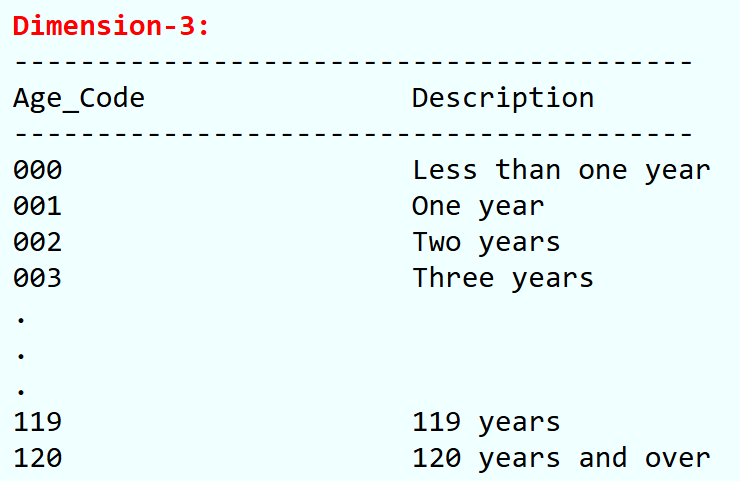 Dimension-3:
-----------------------------------------
Age_Code Description
-----------------------------------------
000 Less than one year
001 One year
002 Two years
003 Three years
.
.
.
119 119 years
120 120 years and over